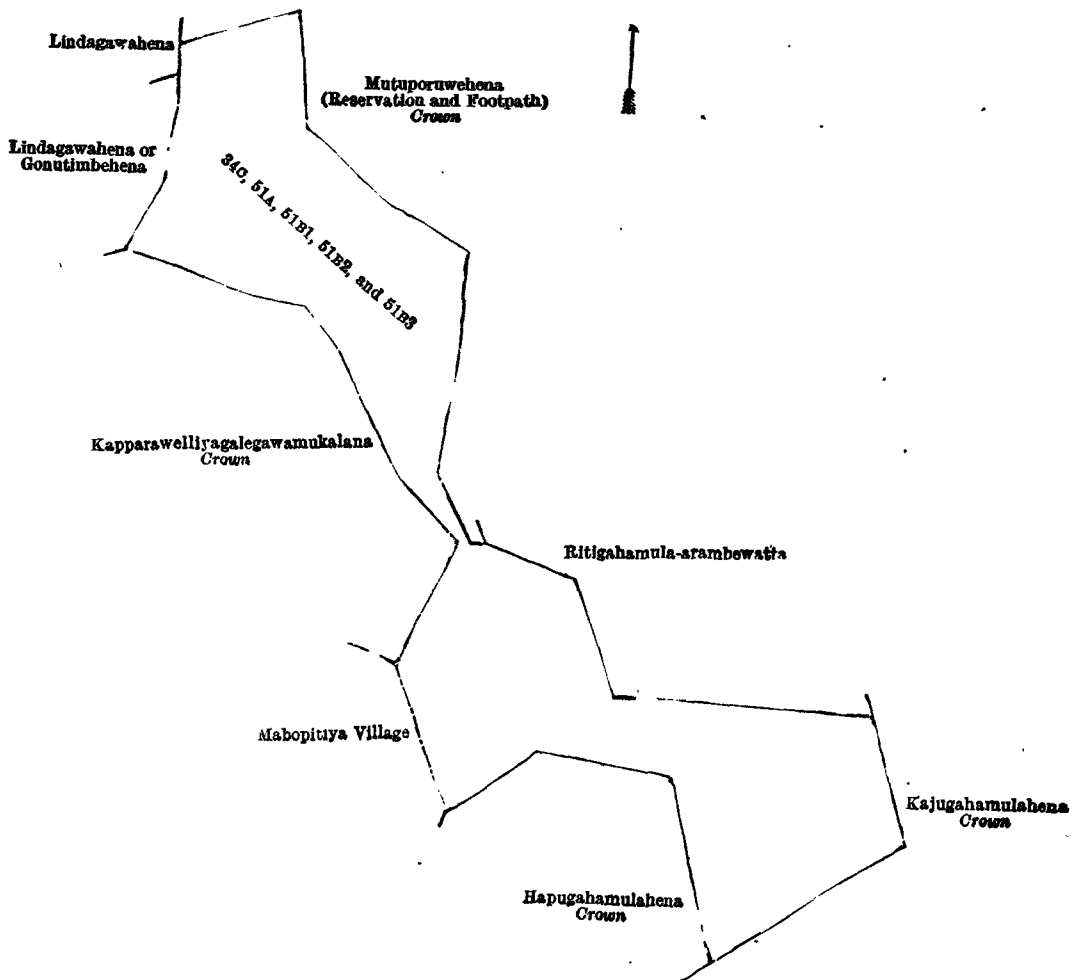 Lindagawahena
Mutuporuwehena
(Reservation and Footpath)
Crown
Lindagawahena or
Gonutimbehena
34C, 51A, 51B1, 51B2, and 51B3
Kapparawelliyagalegawamukalana
Crown
Ritigahamula-arambewatta
Mabopitiya Village
Kajugahamulahena
Crown
Hapugahamulahena
Crown